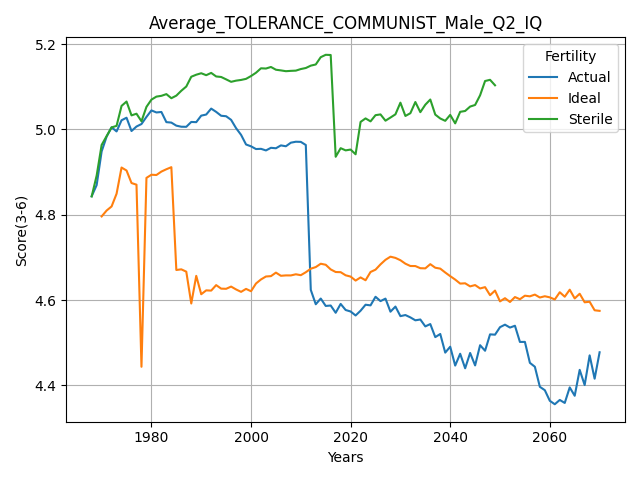 Average_TOLERANCE_COMMUNIST_Male_Q2_IQ
Fertility
Actual
Ideal
Sterile
Score(3-6)
5.2
5.0
4.8
4.6
4.4
1980 2000 2020 2040 2060
Years